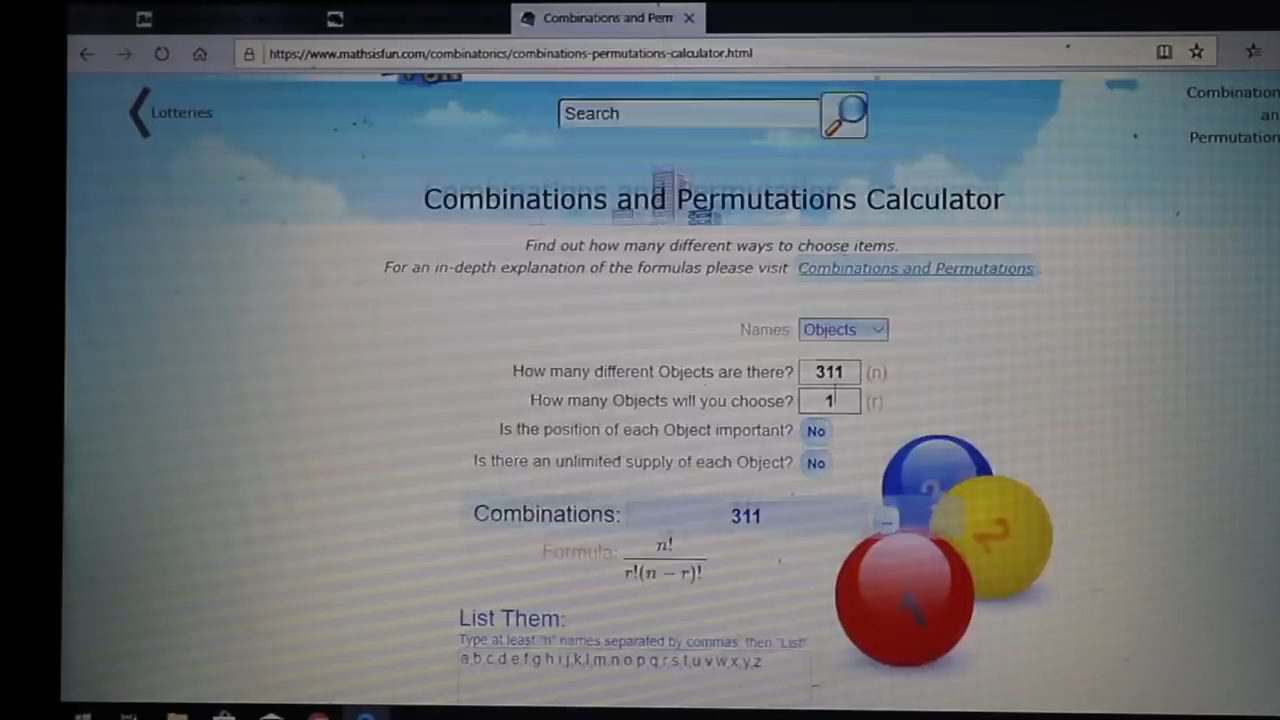 Combinations and Perm
https://www.mathsisfun.com/combinatorics/combinations-permutations-calculator.html
Lotteries
Search
Combination
an
Permutation
Combinations and Permutations Calculator
Find out how many different ways to choose items.
For an in-depth explanation of the formulas please visit Combinations and Permutations.
Names: Objects
How many different Objects are there? 311 (n)
How many Objects will you choose? 1 (r)
Is the position of each Object important? No
Is there an unlimited supply of each Object? No
Combinations: 311
Formula: n!
r!(n − r)!
2
2
1
List Them:
Type at least "n" names separated by commas, then "List"
a,b,c,d,e,f,g,h,i,j,k,l,m,n,o,p,q,r,s,t,u,v,w,x,y,z